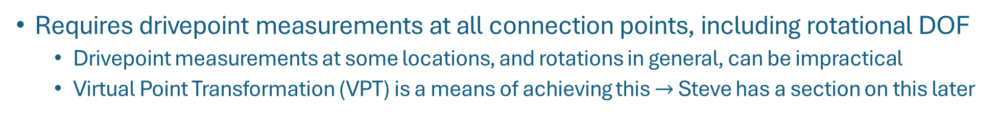 • Requires drivepoint measurements at all connection points, including rotational DOF
• Drivepoint measurements at some locations, and rotations in general, can be impractical
• Virtual Point Transformation (VPT) is a means of achieving this → Steve has a section on this later